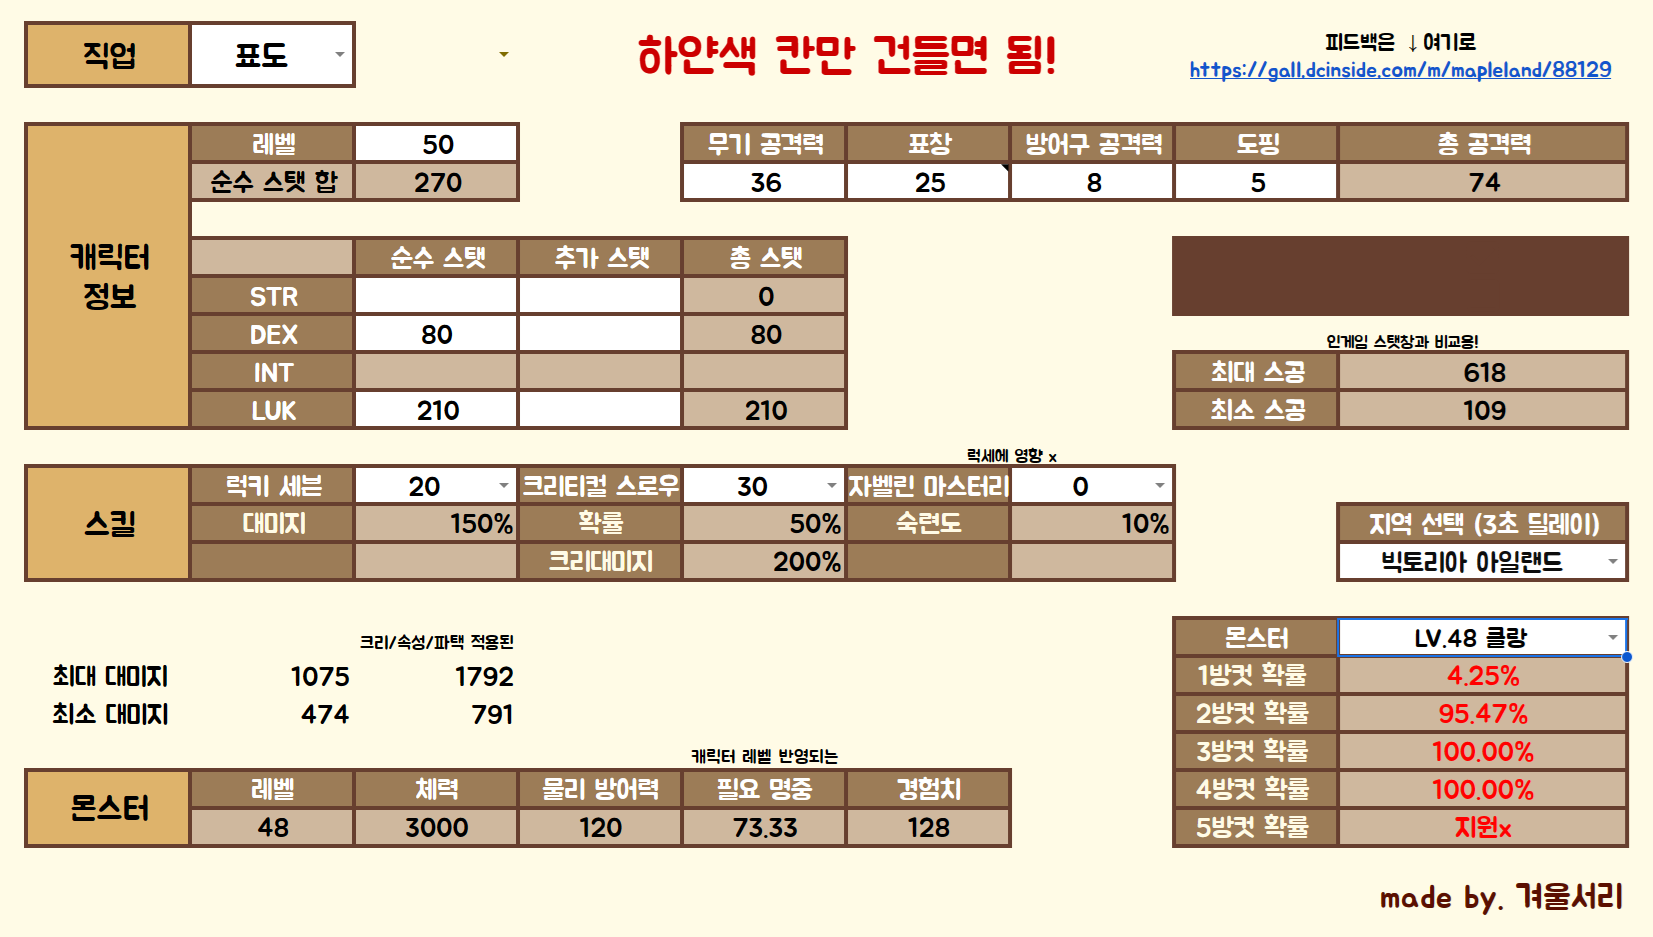 직업 표도
하얀색 칸만 건들면 됨!
피드백은 ↓여기로
https://gall.dcinside.com/m/mapleland/88129
캐릭터
정보
레벨 50
순수 스탯 합 270
무기 공격력 표창 방어구 공격력 도핑 총 공격력
36 25 8 5 74
순수 스탯 추가 스탯 총 스탯
STR 0
DEX 80 80
INT
LUK 210 210
인게임 스탯창과 비교용!
최대 스공 618
최소 스공 109
럭세에 영향 x
스킬
럭키 세븐 20 크리티컬 스로우 30 자벨린 마스터리 0
대미지 150% 확률 50% 숙련도 10%
크리대미지 200%
지역 선택 (3초 딜레이)
빅토리아 아일랜드
크리/속성/파택 적용된
최대 대미지 1075 1792
최소 대미지 474 791
몬스터 LV.48 클랑
1방컷 확률 4.25%
2방컷 확률 95.47%
3방컷 확률 100.00%
4방컷 확률 100.00%
5방컷 확률 지원x
캐릭터 레벨 반영되는
몬스터
레벨 체력 물리 방어력 필요 명중 경험치
48 3000 120 73.33 128
made by. 겨울서리